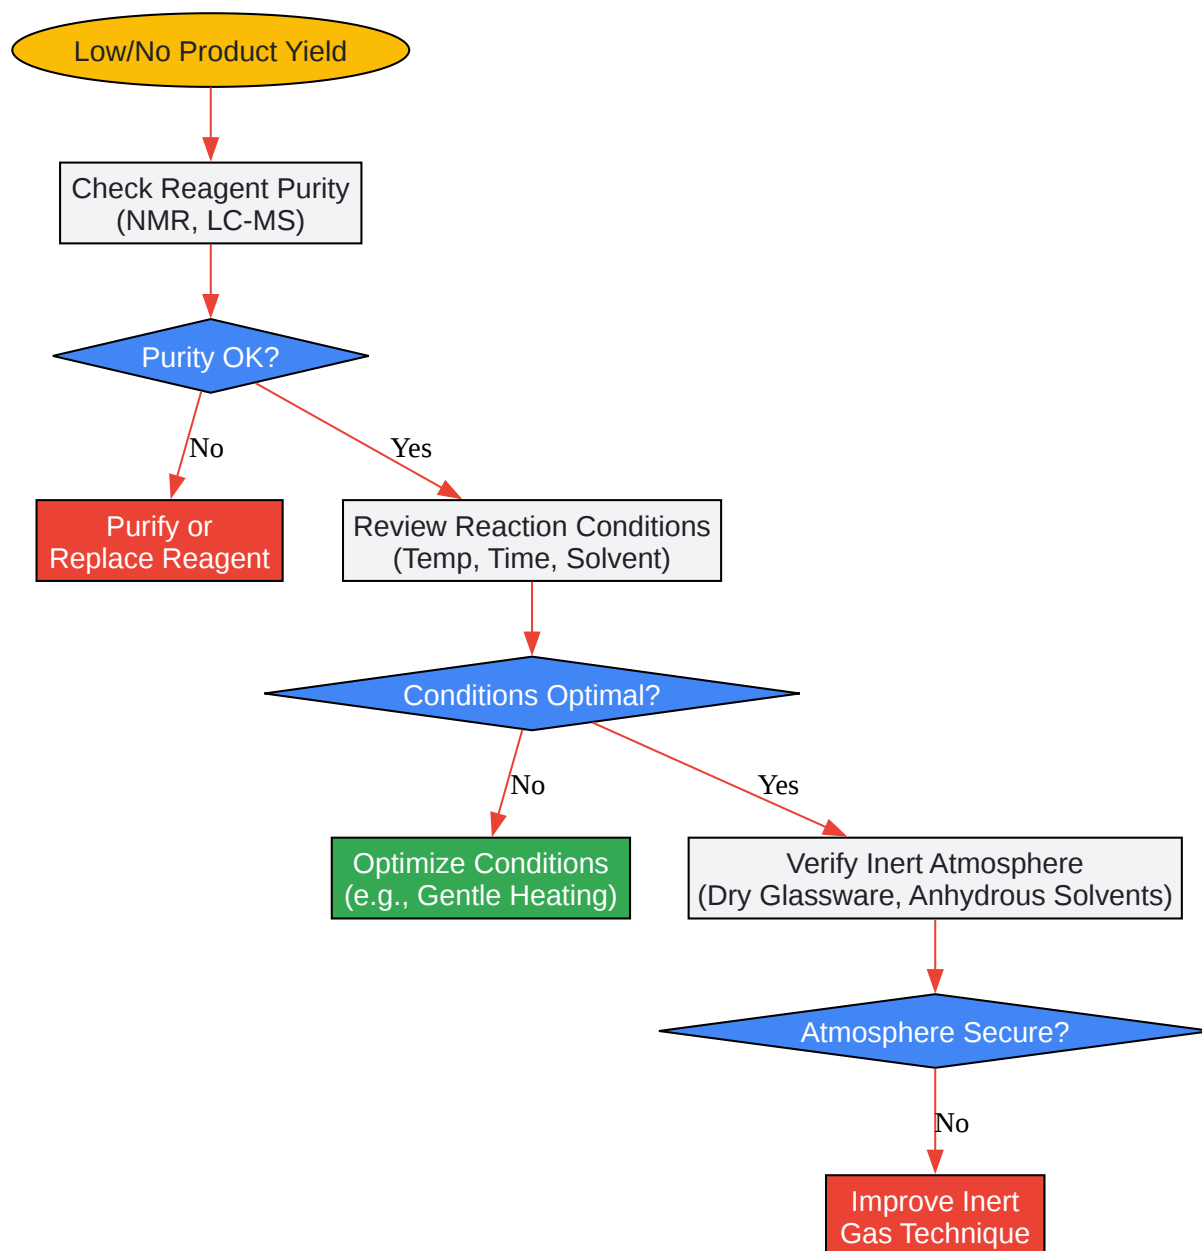 Low/No Product Yield
Check Reagent Purity
(NMR, LC-MS)
Purity OK?
No
Yes
Purify or
Replace Reagent
Review Reaction Conditions
(Temp, Time, Solvent)
Conditions Optimal?
No
Yes
Optimize Conditions
(e.g., Gentle Heating)
Verify Inert Atmosphere
(Dry Glassware, Anhydrous Solvents)
Atmosphere Secure?
No
Improve Inert
Gas Technique